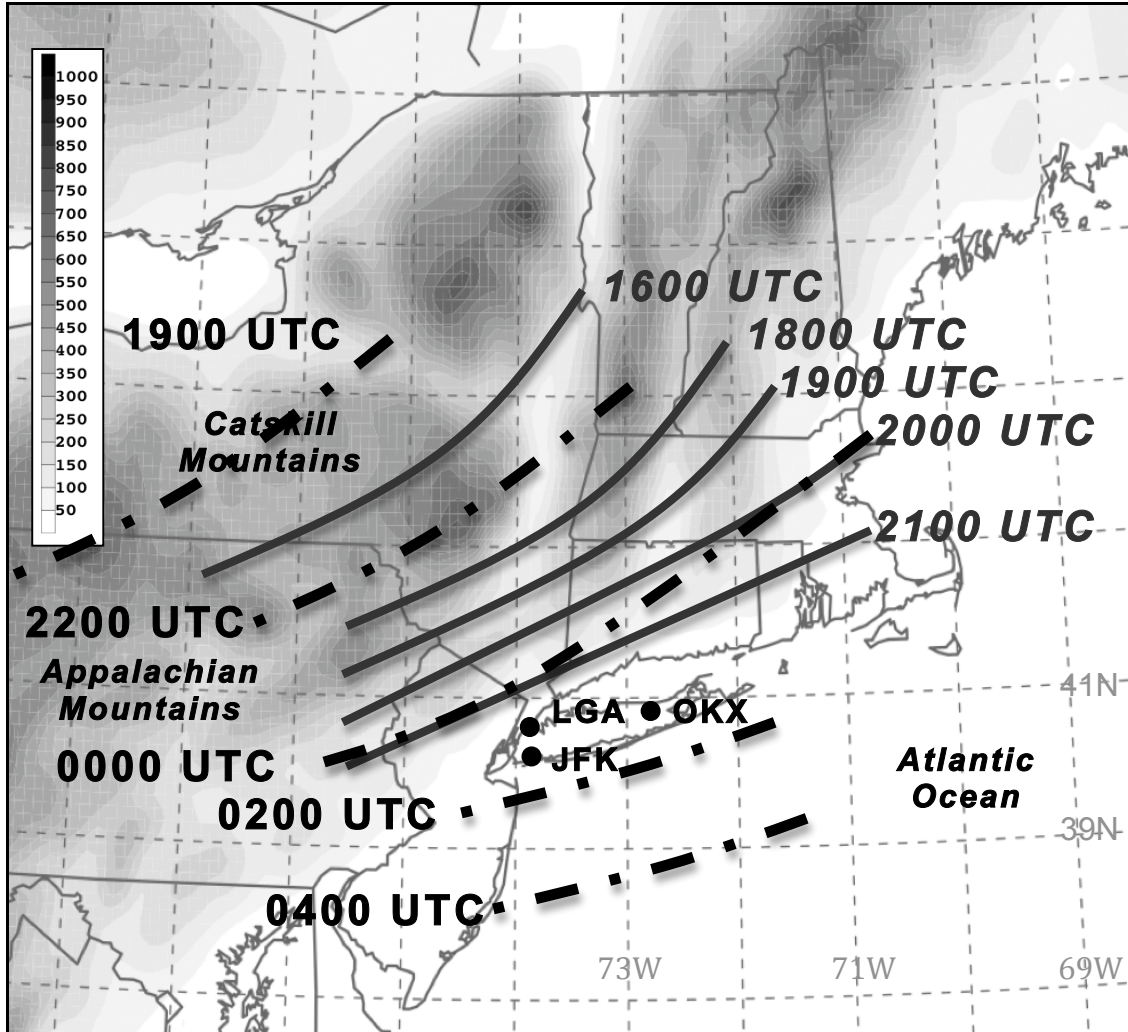 1000
950
900
850
800
750
700
650
600
550
500
450
400
350
300
250
200
150
100
50
1600 UTC
1900 UTC
1800 UTC
1900 UTC
Catskill
Mountains
2000 UTC
2100 UTC
2200 UTC
Appalachian
Mountains
41N
LGA
OKX
JFK
0000 UTC
Atlantic
Ocean
0200 UTC
39N
0400 UTC
73W
71W
69W